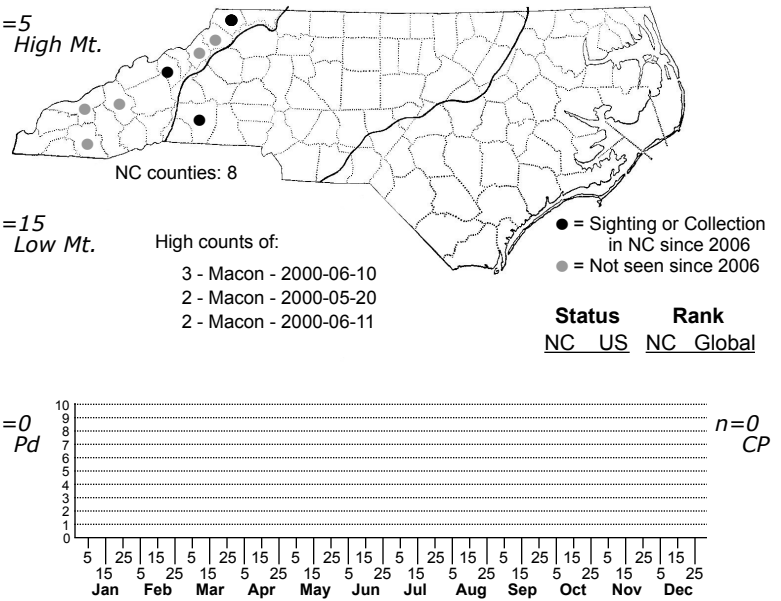 =5
High Mt.
NC counties: 8
=15
Low Mt.
High counts of:
3 - Macon - 2000-06-10
2 - Macon - 2000-05-20
2 - Macon - 2000-06-11
= Sighting or Collection
in NC since 2006
= Not seen since 2006
Status Rank
NC US NC Global
=0
Pd
n=0
CP
10
9
8
7
6
5
4
3
2
1
0
5 25 15 5 25 15 5 25 15 5 25 15 5 25 15 5 25 15
15 5 25 15 5 25 15 5 25 15 5 25 15 5 25 15 5 25
Jan Feb Mar Apr May Jun Jul Aug Sep Oct Nov Dec